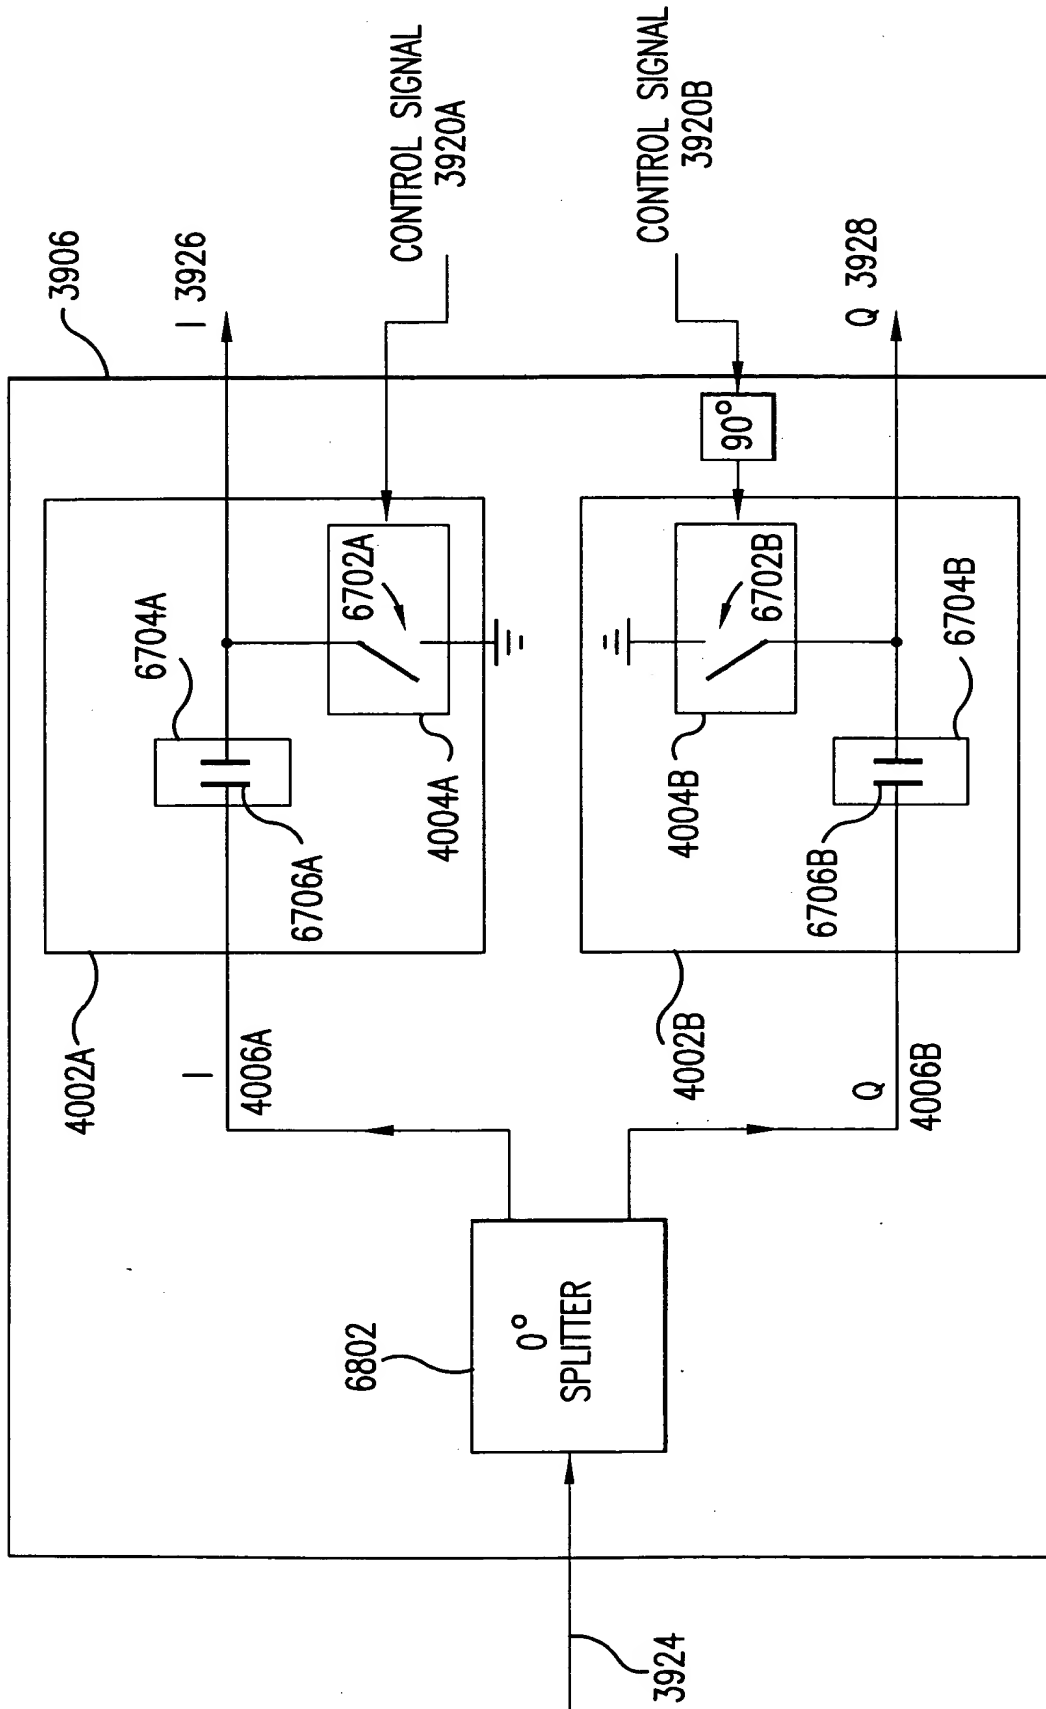 3906
I 3926
CONTROL SIGNAL
3920A
CONTROL SIGNAL
3920B
Q 3928
90°
6704A
6702A
6706A
4004A
4002A
I
4006A
6702B
4004B
6704B
6706B
4002B
Q
4006B
6802
0°
SPLITTER
3924